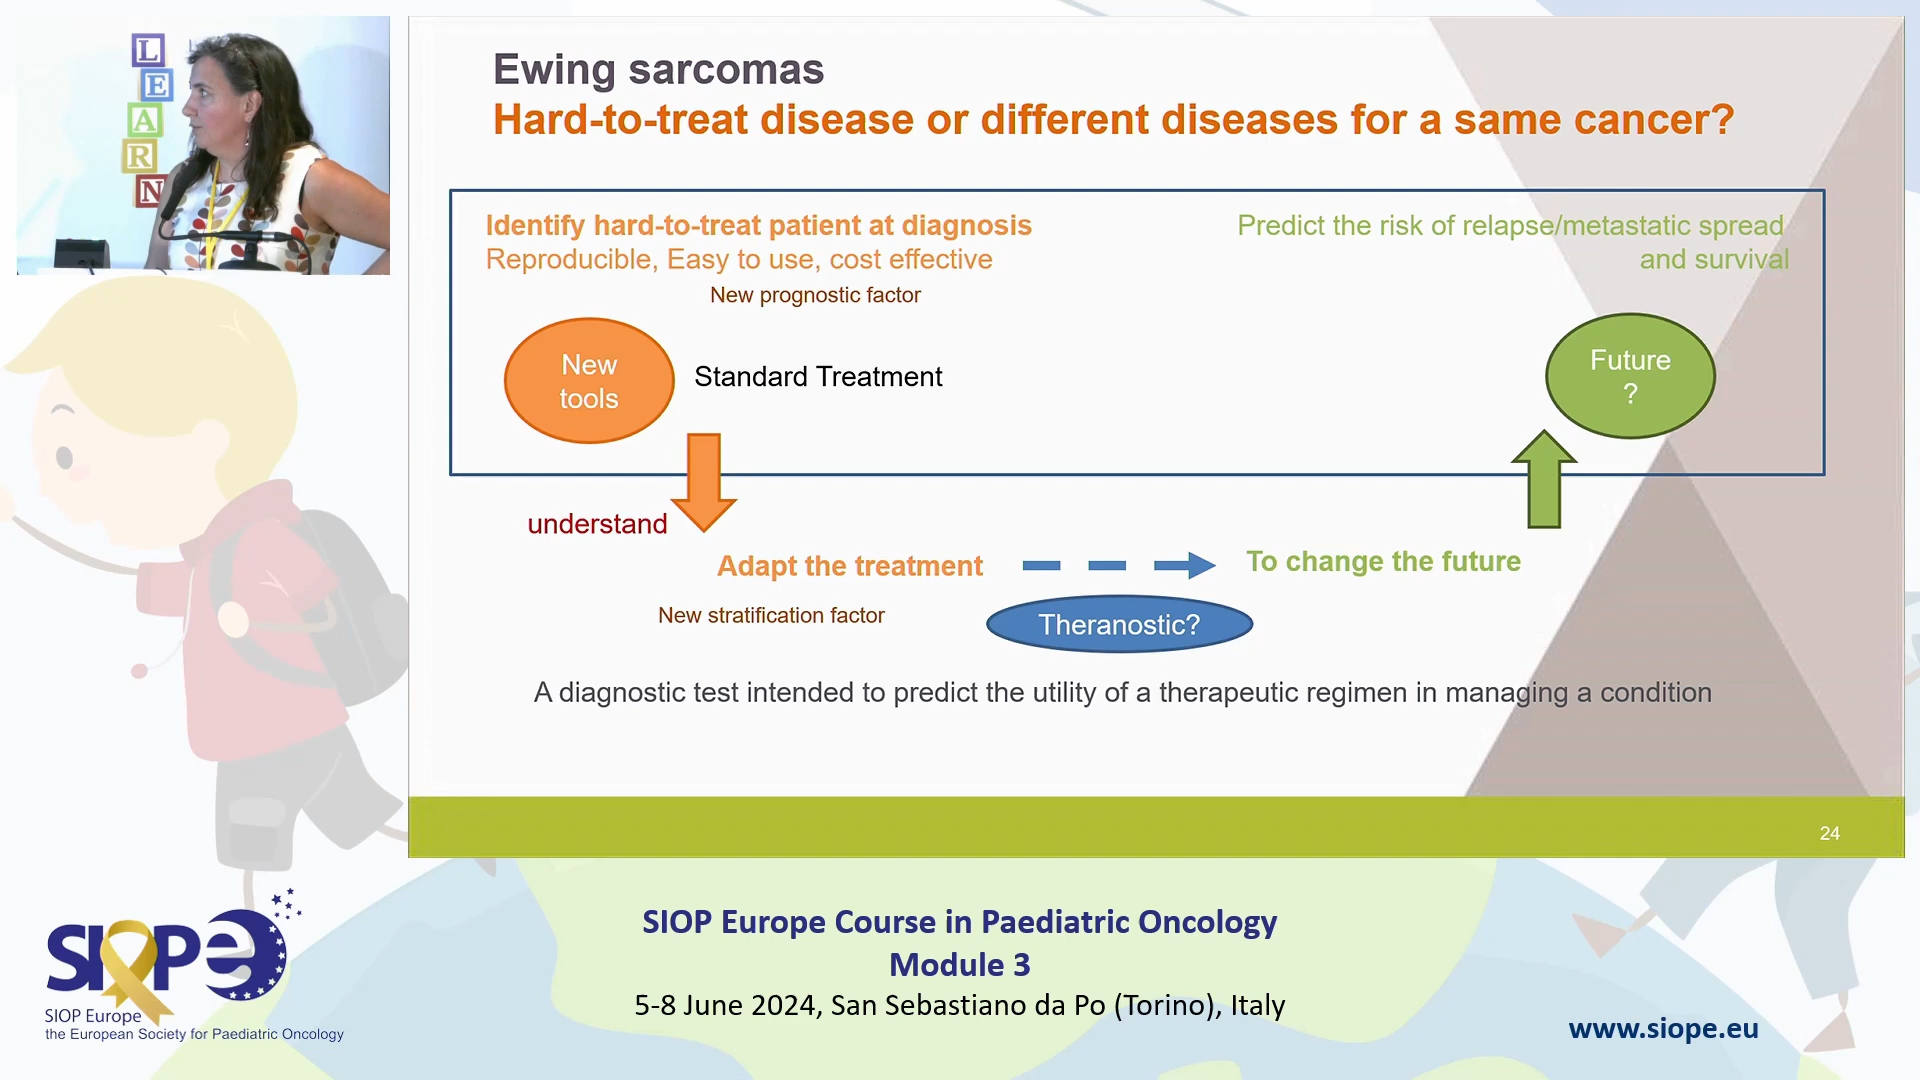 L
E
A
R
N
Ewing sarcomas
Hard-to-treat disease or different diseases for a same cancer?
Identify hard-to-treat patient at diagnosis
Reproducible, Easy to use, cost effective
New prognostic factor
Predict the risk of relapse/metastatic spread
and survival
New
tools
Standard Treatment
Future
?
understand
Adapt the treatment
To change the future
New stratification factor
Theranostic?
A diagnostic test intended to predict the utility of a therapeutic regimen in managing a condition
24
SIOPe
SIOP Europe
the European Society for Paediatric Oncology
SIOP Europe Course in Paediatric Oncology
Module 3
5-8 June 2024, San Sebastiano da Po (Torino), Italy
www.siope.eu